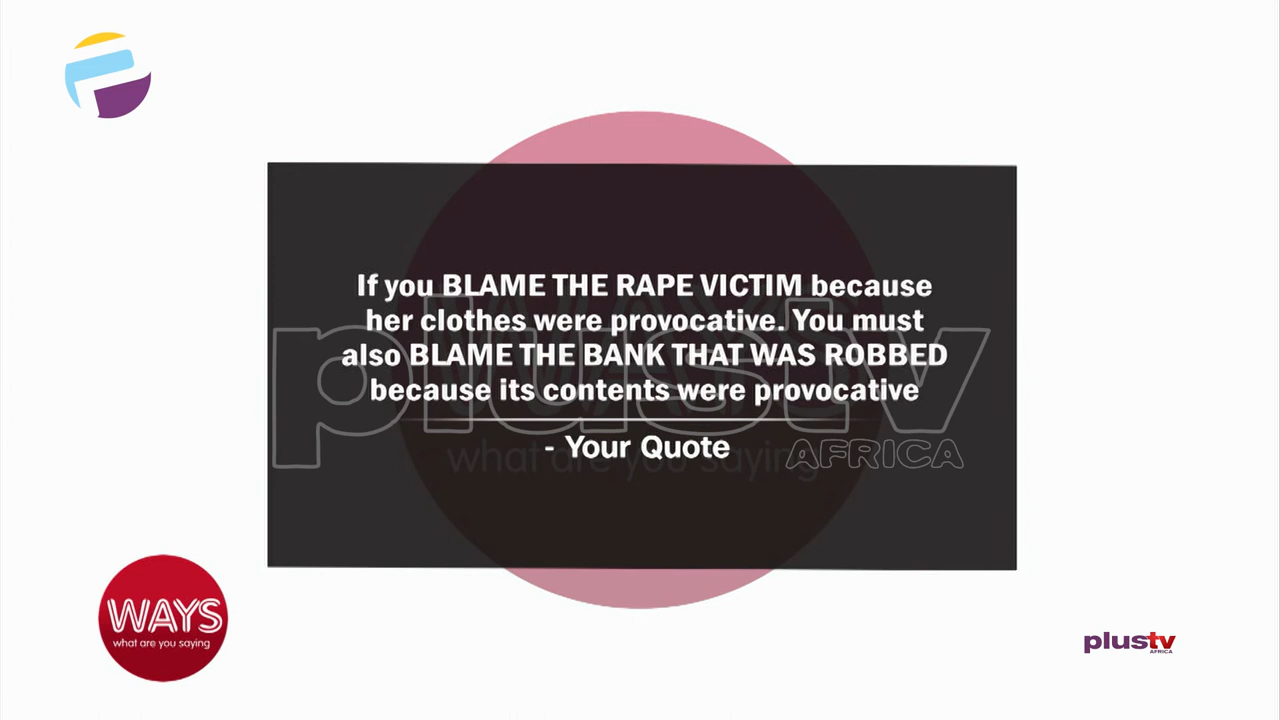 If you BLAME THE RAPE VICTIM because
her clothes were provocative. You must
also BLAME THE BANK THAT WAS ROBBED
because its contents were provocative
- Your Quote
what are you saying
plustv
AFRICA
WAYS
what are you saying
plustv
AFRICA